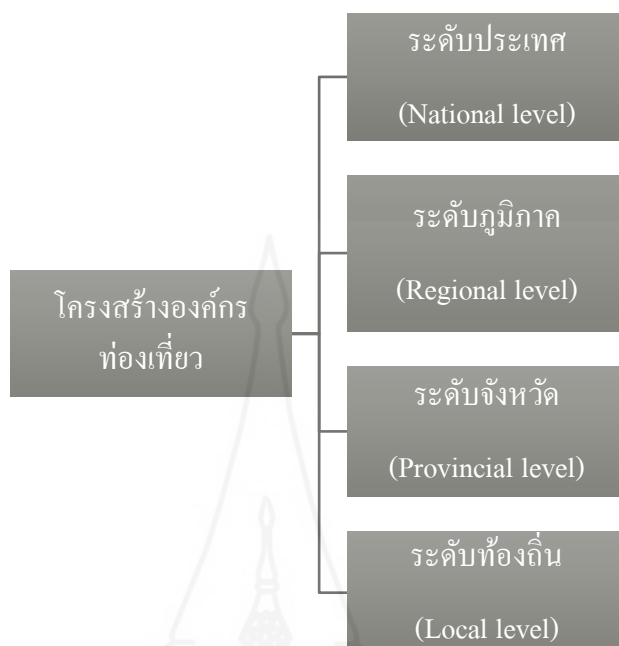 โครงสร้างองค์กร
ท่องเที่ยว
ระดับประเทศ
(National level)
ระดับภูมิภาค
(Regional level)
ระดับจังหวัด
(Provincial level)
ระดับท้องถิ่น
(Local level)